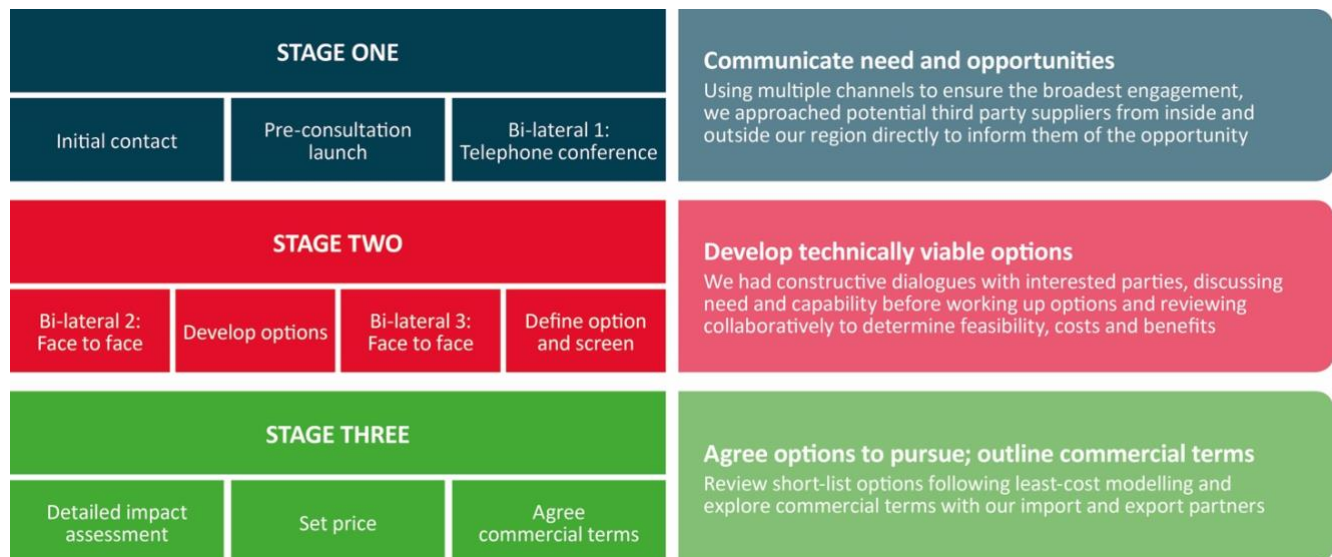 STAGE ONE
Initial contact
Pre-consultation
launch
Bi-lateral 1:
Telephone conference
Communicate need and opportunities
Using multiple channels to ensure the broadest engagement,
we approached potential third party suppliers from inside and
outside our region directly to inform them of the opportunity
STAGE TWO
Bi-lateral 2:
Face to face
Develop options
Bi-lateral 3:
Face to face
Define option
and screen
Develop technically viable options
We had constructive dialogues with interested parties, discussing
need and capability before working up options and reviewing
collaboratively to determine feasibility, costs and benefits
STAGE THREE
Detailed impact
assessment
Set price
Agree
commercial terms
Agree options to pursue; outline commercial terms
Review short-list options following least-cost modelling and
explore commercial terms with our import and export partners